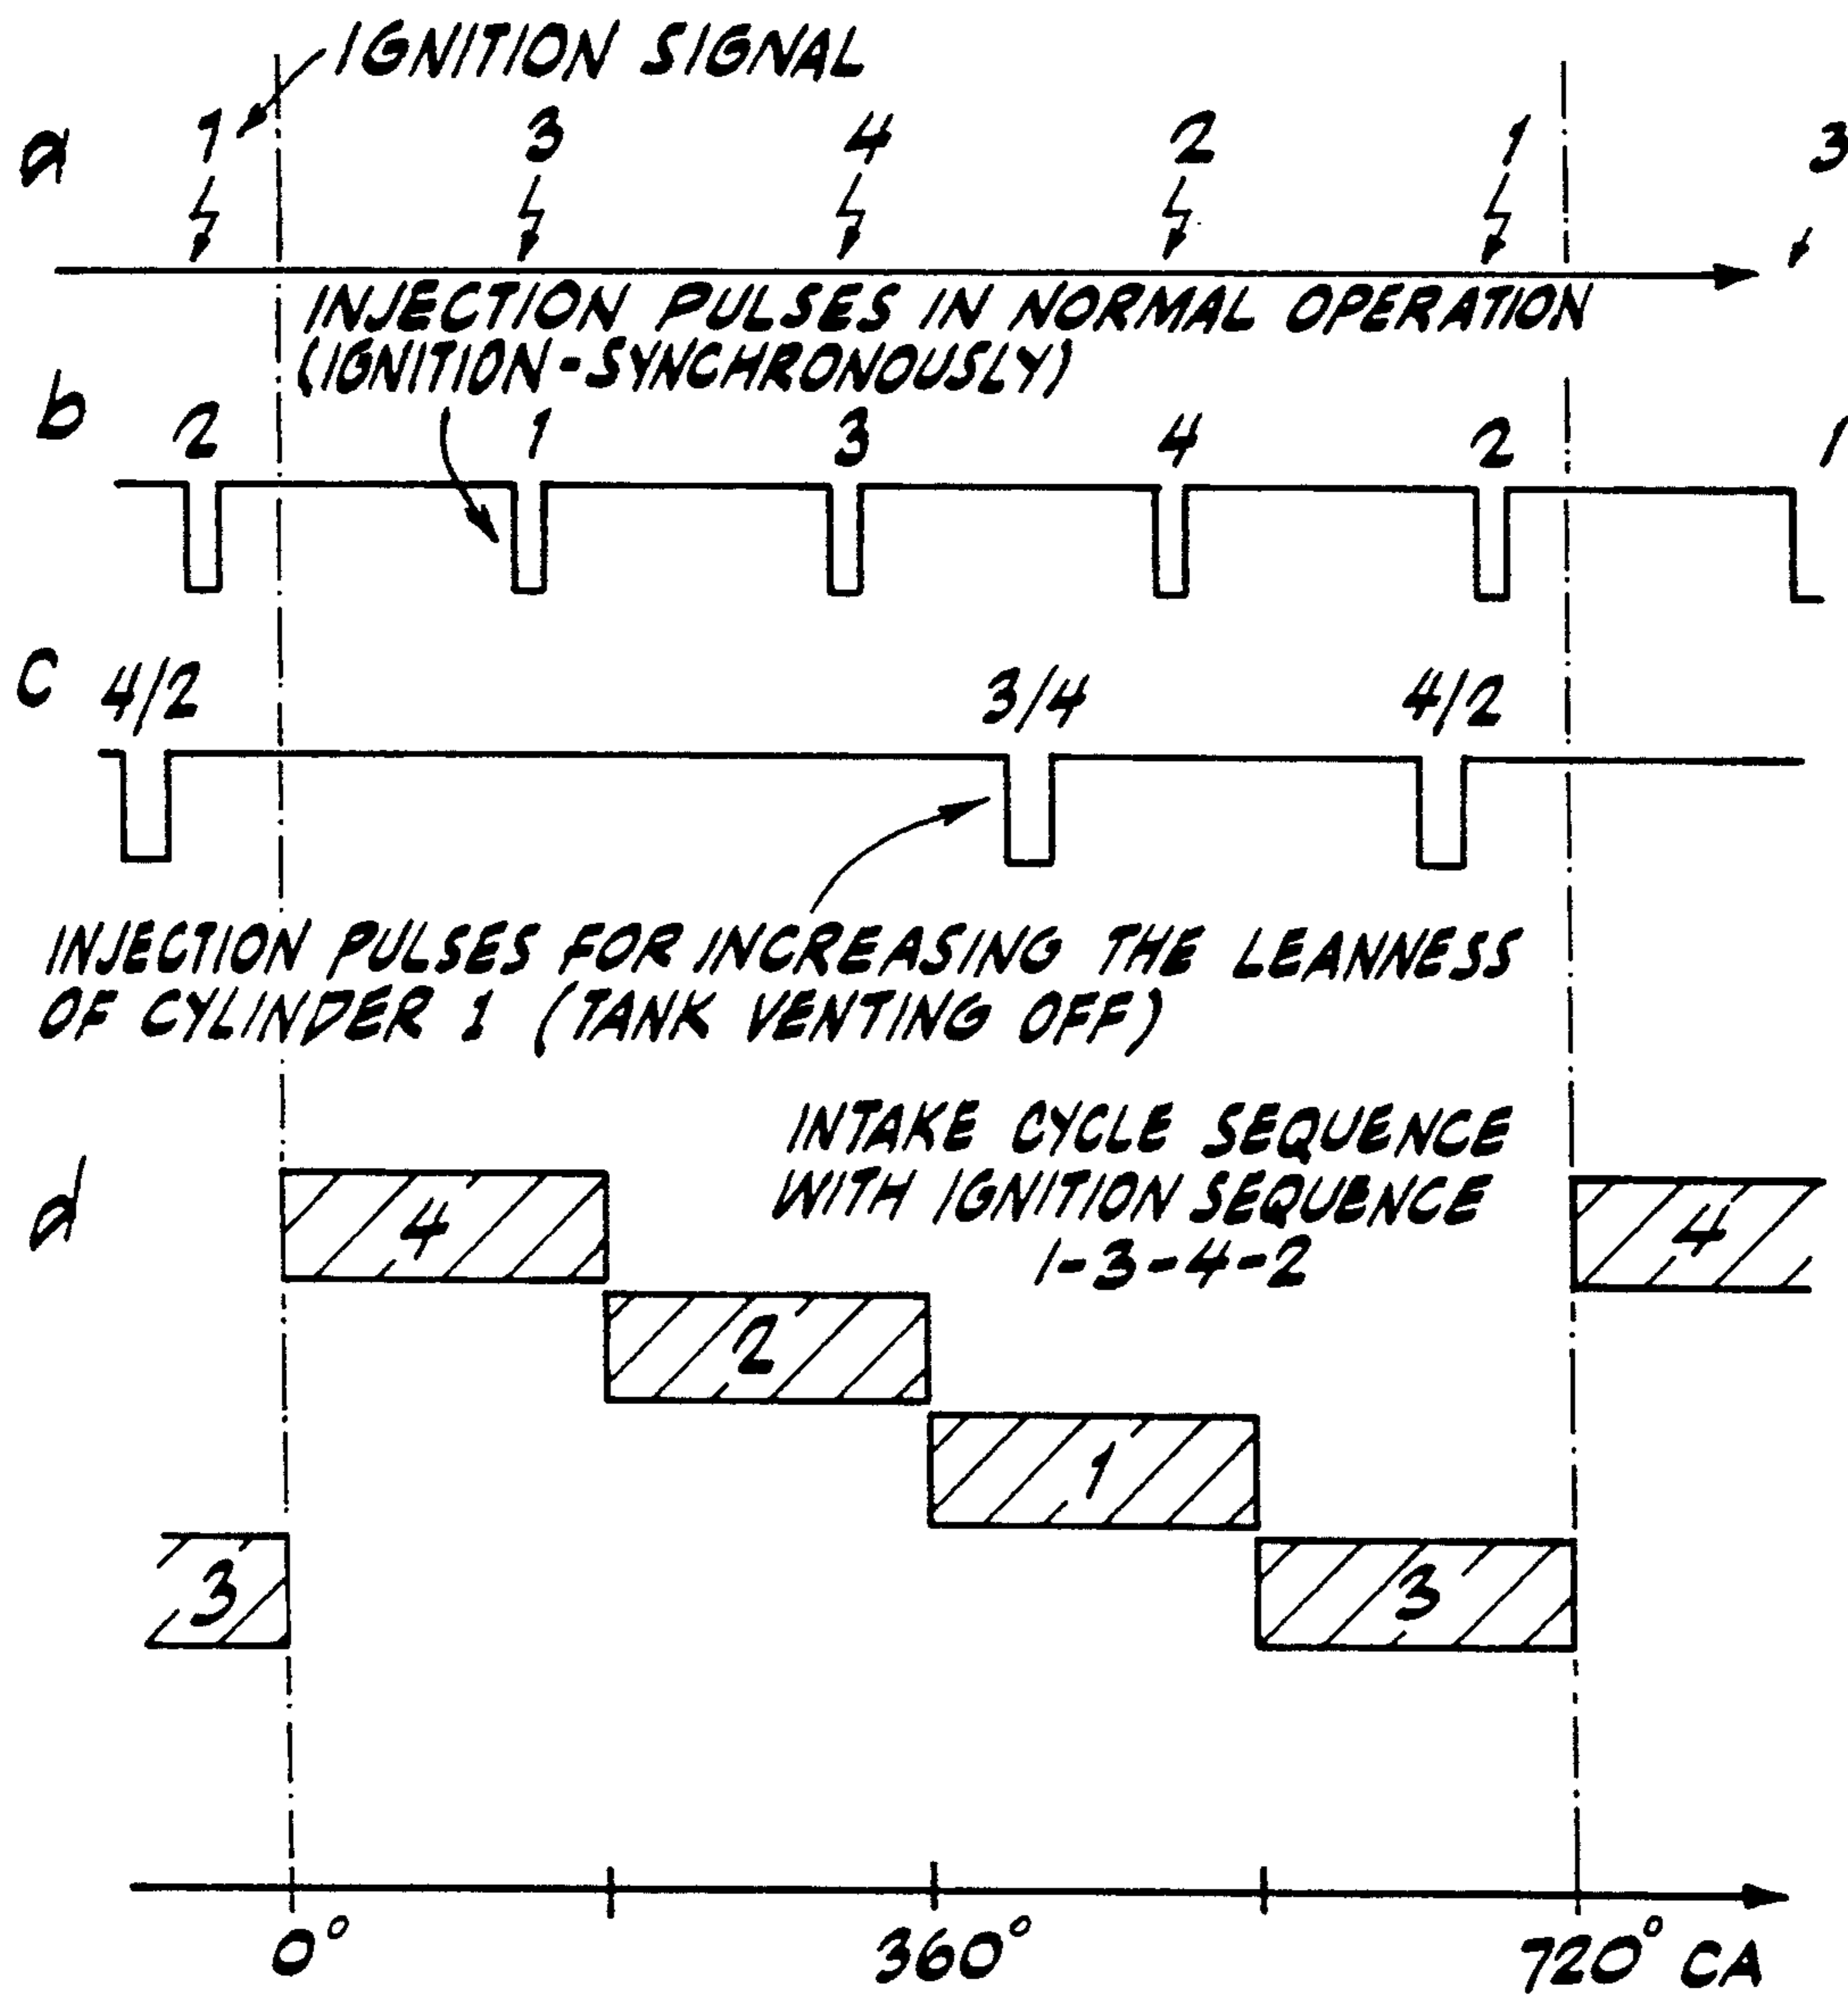 IGNITION SIGNAL
a
1 3 4 2 1 3
INJECTION PULSES IN NORMAL OPERATION
(IGNITION-SYNCHRONOUSLY)
b
2 1 3 4 2 1
c
4/2 3/4 4/2
INJECTION PULSES FOR INCREASING THE LEANNESS
OF CYLINDER 1 (TANK VENTING OFF)
INTAKE CYCLE SEQUENCE
WITH IGNITION SEQUENCE
1-3-4-2
d
4 4
2
1
3 3
0° 360° 720° CA